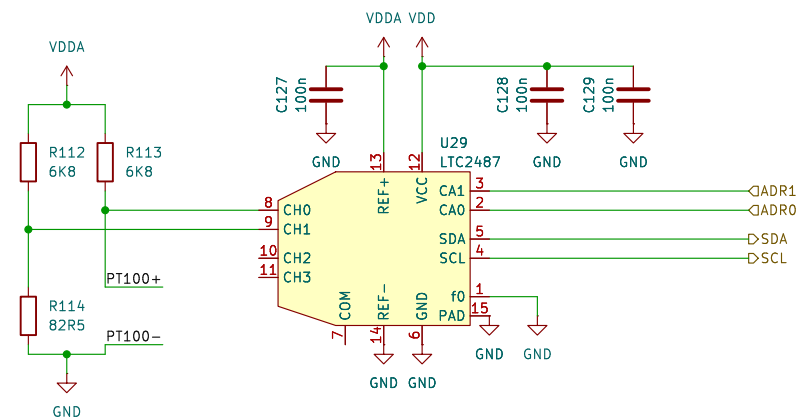 VDDA VDD
VDDA
C127
100n
C128
100n
C129
100n
GND
GND
GND
R112
6K8
R113
6K8
U29
LTC2487
13
12
REF+
VCC
8
CH0
9
CH1
10
CH2
11
CH3
CA1
3
ADR1
CA0
2
ADR0
SDA
5
SDA
SCL
4
SCL
PT100+
R114
82R5
PT100-
COM
REF-
GND
f0
1
PAD
15
7
14
6
GND
GND
GND
GND
GND